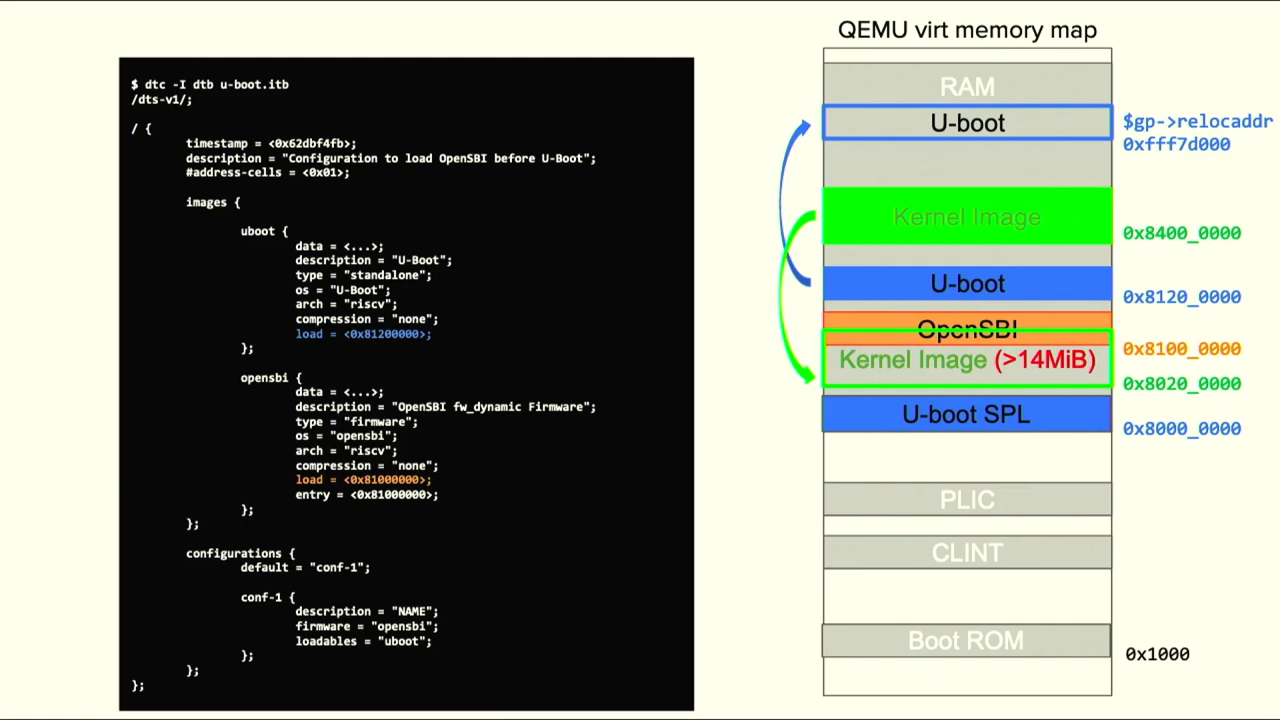 $ dtc -I dtb u-boot.itb
/dts-v1/;
/ {
timestamp = <0x62dbf4fb>;
description = "Configuration to load OpenSBI before U-Boot";
#address-cells = <0x01>;
images {
uboot {
data = <...>;
description = "U-Boot";
type = "standalone";
os = "U-Boot";
arch = "riscv";
compression = "none";
load = <0x81200000>;
};
opensbi {
data = <...>;
description = "OpenSBI fw_dynamic Firmware";
type = "firmware";
os = "opensbi";
arch = "riscv";
compression = "none";
load = <0x81000000>;
entry = <0x81000000>;
};
};
configurations {
default = "conf-1";
conf-1 {
description = "NAME";
firmware = "opensbi";
loadables = "uboot";
};
};
};
QEMU virt memory map
RAM
U-boot
$gp->relocaddr
0xfff7d000
Kernel Image
0x8400_0000
U-boot
0x8120_0000
OpenSBI
0x8100_0000
Kernel Image (>14MiB)
0x8020_0000
U-boot SPL
0x8000_0000
PLIC
CLINT
Boot ROM
0x1000